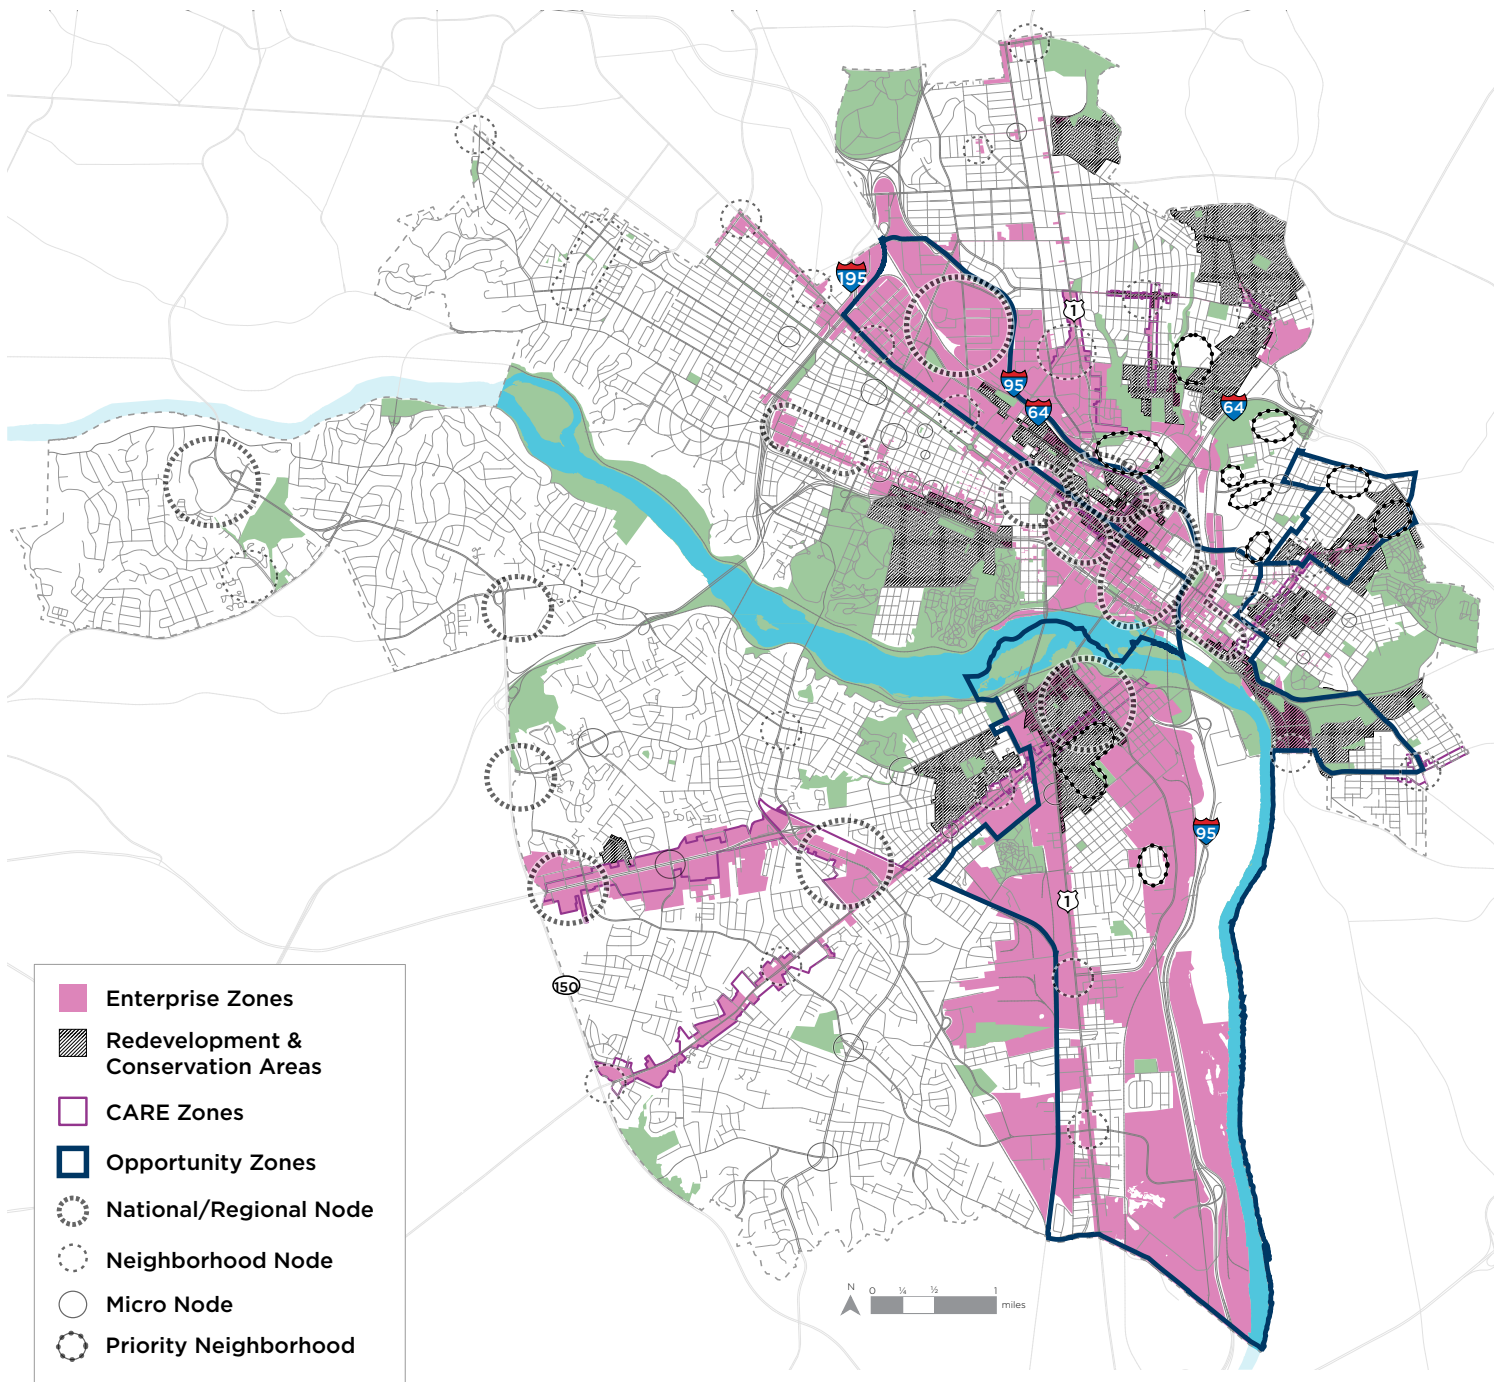 195
1
95
64
64
95
1
150
Enterprise Zones
Redevelopment &
Conservation Areas
CARE Zones
Opportunity Zones
National/Regional Node
Neighborhood Node
Micro Node
Priority Neighborhood
N
0 ¼ ½ 1
miles